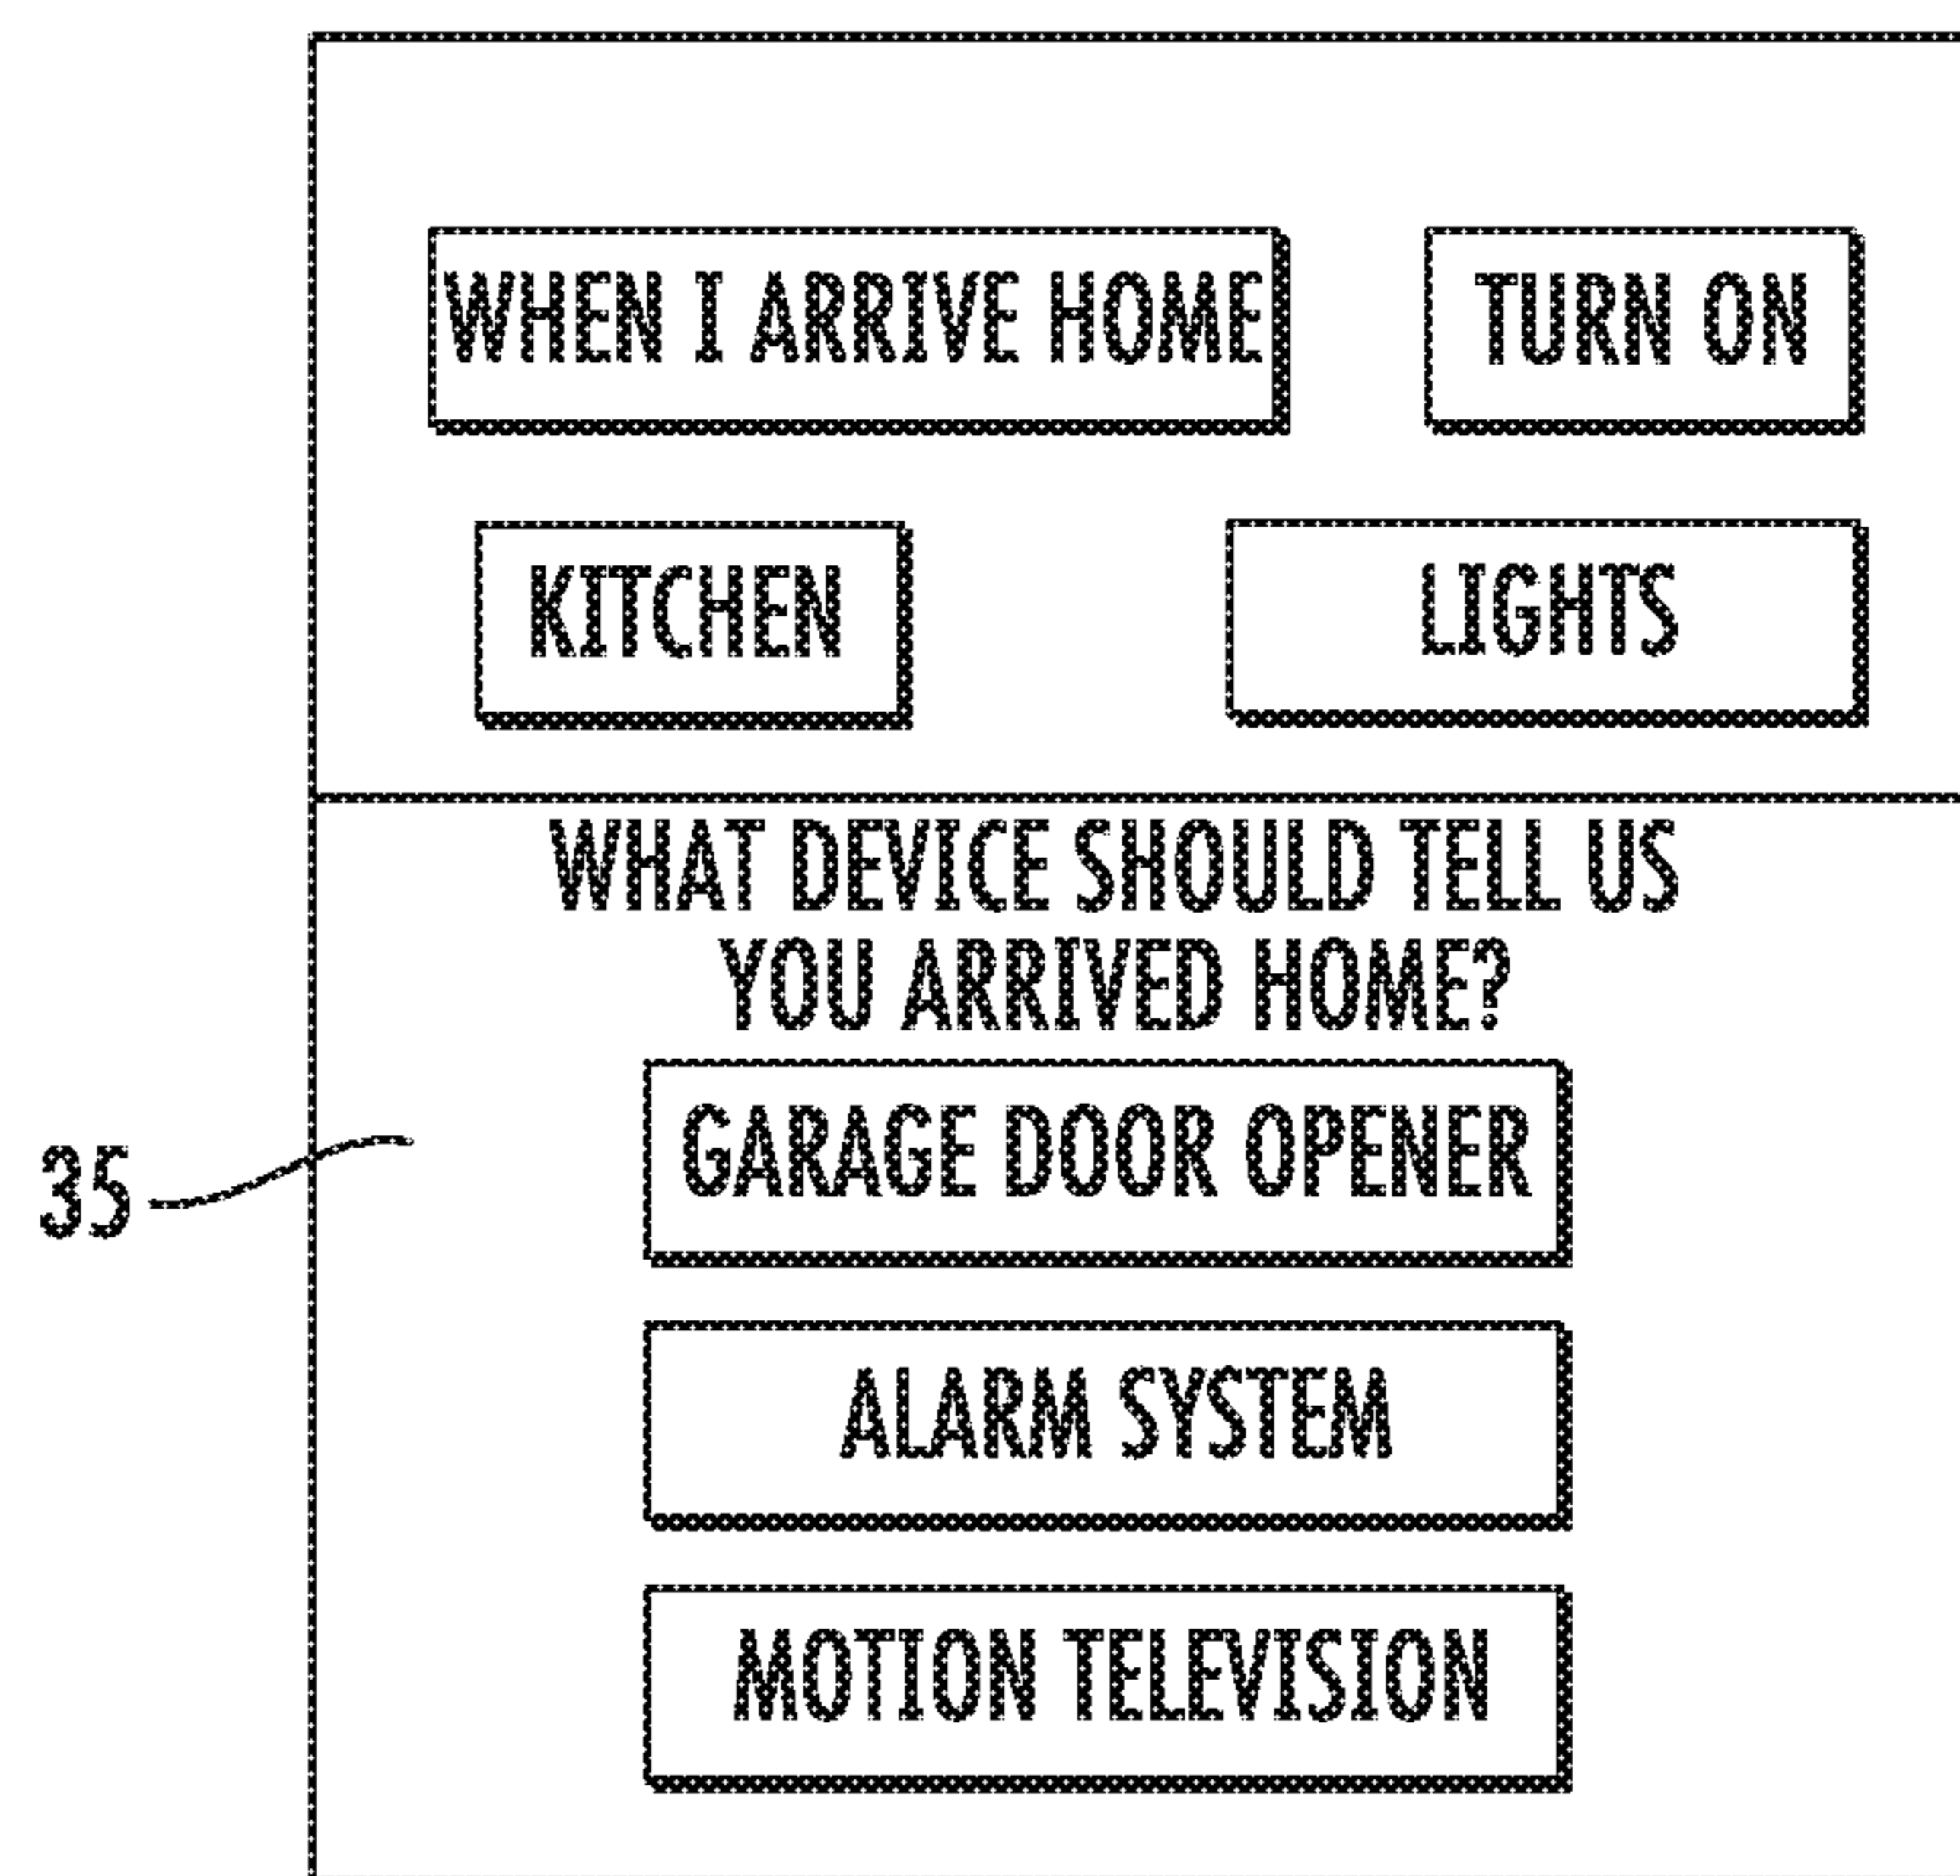 WHEN I ARRIVE HOME TURN ON
KITCHEN LIGHTS
WHAT DEVICE SHOULD TELL US
YOU ARRIVED HOME?
GARAGE DOOR OPENER
35
ALARM SYSTEM
MOTION TELEVISION